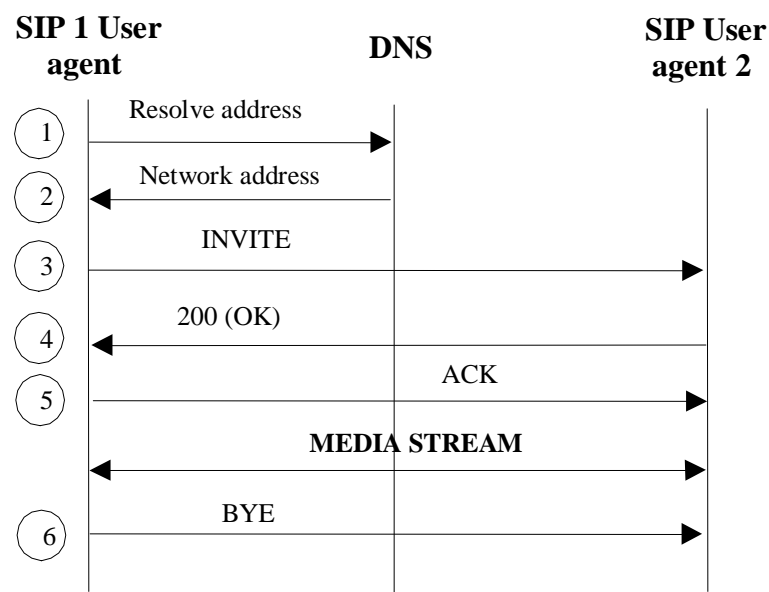 SIP 1 User
agent
DNS
SIP User
agent 2
1
Resolve address
2
Network address
3
INVITE
4
200 (OK)
5
ACK
MEDIA STREAM
6
BYE